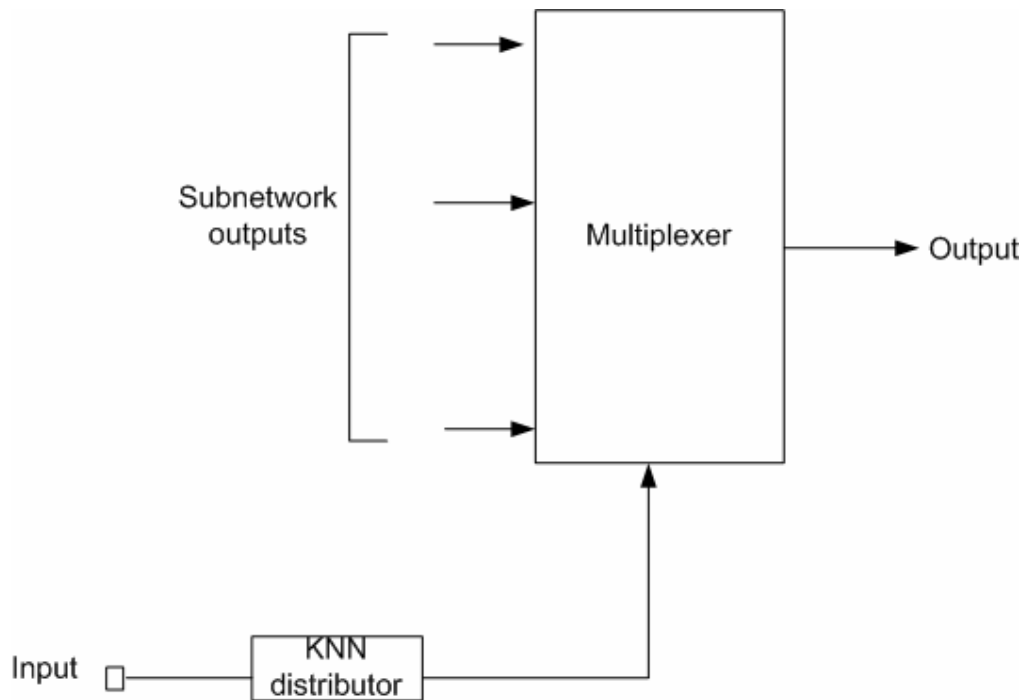 Subnetwork
outputs
Multiplexer
Output
Input
KNN
distributor